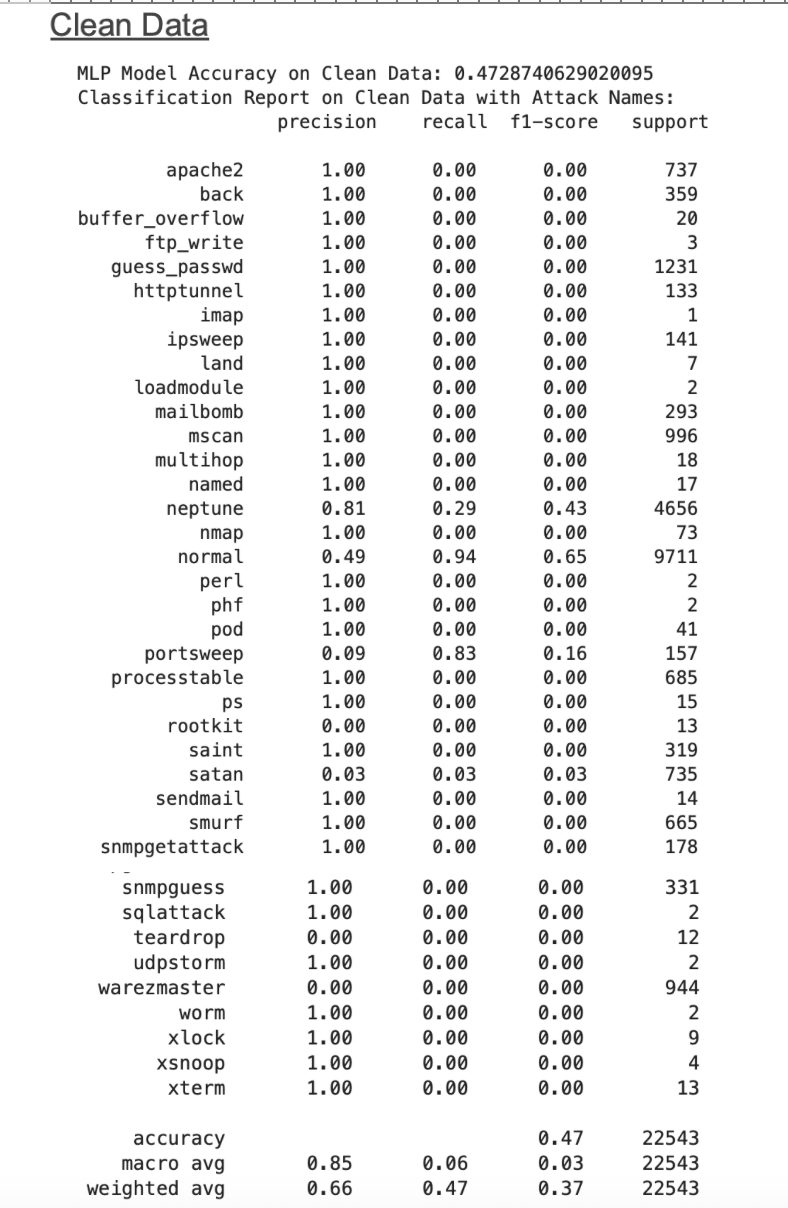 Clean Data
MLP Model Accuracy on Clean Data: 0.4728740629020095
Classification Report on Clean Data with Attack Names:
precision recall f1-score support
apache2 1.00 0.00 0.00 737
back 1.00 0.00 0.00 359
buffer_overflow 1.00 0.00 0.00 20
ftp_write 1.00 0.00 0.00 3
guess_passwd 1.00 0.00 0.00 1231
httptunnel 1.00 0.00 0.00 133
imap 1.00 0.00 0.00 1
ipsweep 1.00 0.00 0.00 141
land 1.00 0.00 0.00 7
loadmodule 1.00 0.00 0.00 2
mailbomb 1.00 0.00 0.00 293
mscan 1.00 0.00 0.00 996
multihop 1.00 0.00 0.00 18
named 1.00 0.00 0.00 17
neptune 0.81 0.29 0.43 4656
nmap 1.00 0.00 0.00 73
normal 0.49 0.94 0.65 9711
perl 1.00 0.00 0.00 2
phf 1.00 0.00 0.00 2
pod 1.00 0.00 0.00 41
portsweep 0.09 0.83 0.16 157
processtable 1.00 0.00 0.00 685
ps 1.00 0.00 0.00 15
rootkit 0.00 0.00 0.00 13
saint 1.00 0.00 0.00 319
satan 0.03 0.03 0.03 735
sendmail 1.00 0.00 0.00 14
smurf 1.00 0.00 0.00 665
snmpgetattack 1.00 0.00 0.00 178
snmpguess 1.00 0.00 0.00 331
sqlattack 1.00 0.00 0.00 2
teardrop 0.00 0.00 0.00 12
udpstorm 1.00 0.00 0.00 2
warezmaster 0.00 0.00 0.00 944
worm 1.00 0.00 0.00 2
xlock 1.00 0.00 0.00 9
xsnoop 1.00 0.00 0.00 4
xterm 1.00 0.00 0.00 13
accuracy 0.47 22543
macro avg 0.85 0.06 0.03 22543
weighted avg 0.66 0.47 0.37 22543